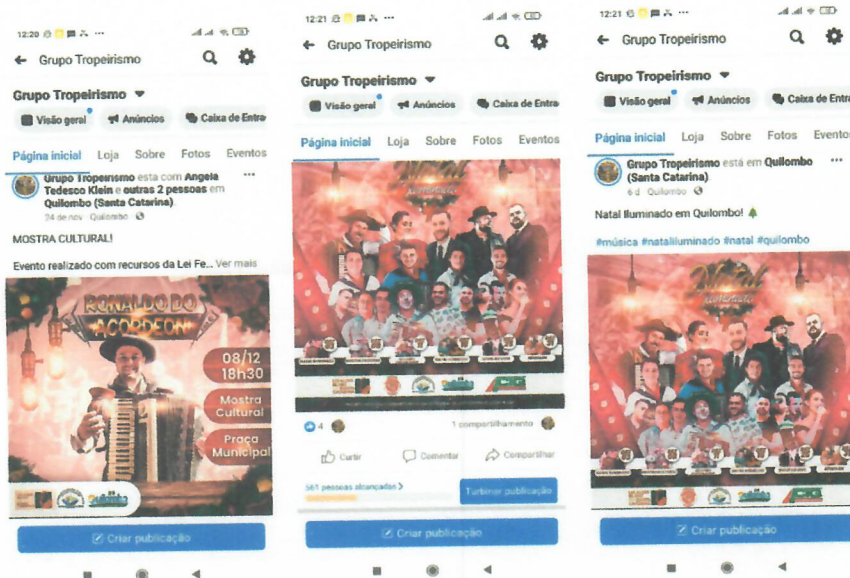 12:20
Grupo Tropeirismo
Grupo Tropeirismo
Visão geral Anúncios Caixa de Entra
Página inicial Loja Sobre Fotos Eventos
Grupo Tropeirismo está com Angela
Tedesco Klein e outras 2 pessoas em
Quilombo (Santa Catarina).
24 de nov · Quilombo
MOSTRA CULTURAL!
Evento realizado com recursos da Lei Fe... Ver mais
RONALDO DO
ACORDEON
08/12
18h30
Mostra
Cultural
Praça
Municipal
Quilombo
Criar publicação
12:21
Grupo Tropeirismo
Grupo Tropeirismo
Visão geral Anúncios Caixa de Entra
Página inicial Loja Sobre Fotos Eventos
Natal
Iluminado
4
1 compartilhamento
Curtir Comentar Compartilhar
561 pessoas alcançadas >
Turbinar publicação
Criar publicação
12:21
Grupo Tropeirismo
Grupo Tropeirismo
Visão geral Anúncios Caixa de Entra
Página inicial Loja Sobre Fotos Eventos
Grupo Tropeirismo está em Quilombo
(Santa Catarina).
6 d · Quilombo
Natal Iluminado em Quilombo!
#música #nataliluminado #natal #quilombo
Natal
Iluminado
Criar publicação